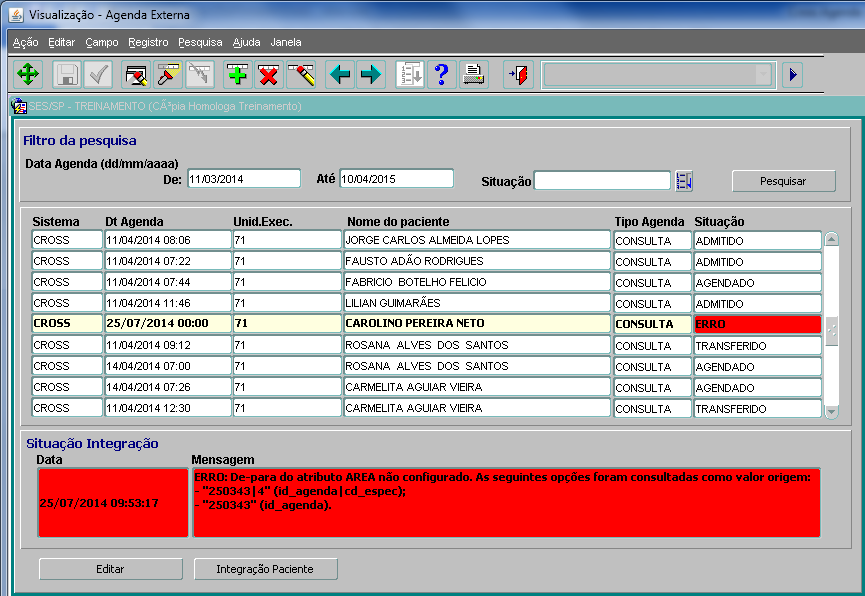 Visualização - Agenda Externa
Ação Editar Campo Registro Pesquisa Ajuda Janela
SES/SP - TREINAMENTO (CÃ³pia Homologa Treinamento)
Filtro da pesquisa
Data Agenda (dd/mm/aaaa)
De: 11/03/2014 Até 10/04/2015 Situação Pesquisar
Sistema Dt Agenda Unid.Exec. Nome do paciente Tipo Agenda Situação
CROSS 11/04/2014 08:06 71 JORGE CARLOS ALMEIDA LOPES CONSULTA ADMITIDO
CROSS 11/04/2014 07:22 71 FAUSTO ADÃO RODRIGUES CONSULTA ADMITIDO
CROSS 11/04/2014 07:44 71 FABRICIO BOTELHO FELICIO CONSULTA AGENDADO
CROSS 11/04/2014 11:46 71 LILIAN GUIMARÃES CONSULTA ADMITIDO
CROSS 25/07/2014 00:00 71 CAROLINO PEREIRA NETO CONSULTA ERRO
CROSS 11/04/2014 09:12 71 ROSANA ALVES DOS SANTOS CONSULTA TRANSFERIDO
CROSS 14/04/2014 07:00 71 ROSANA ALVES DOS SANTOS CONSULTA AGENDADO
CROSS 14/04/2014 07:26 71 CARMELITA AGUIAR VIEIRA CONSULTA AGENDADO
CROSS 11/04/2014 12:30 71 CARMELITA AGUIAR VIEIRA CONSULTA TRANSFERIDO
Situação Integração
Data Mensagem
25/07/2014 09:53:17
ERRO: De-para do atributo AREA não configurado. As seguintes opções foram consultadas como valor origem:
- "250343|4" (id_agenda|cd_espec);
- "250343" (id_agenda).
Editar Integração Paciente